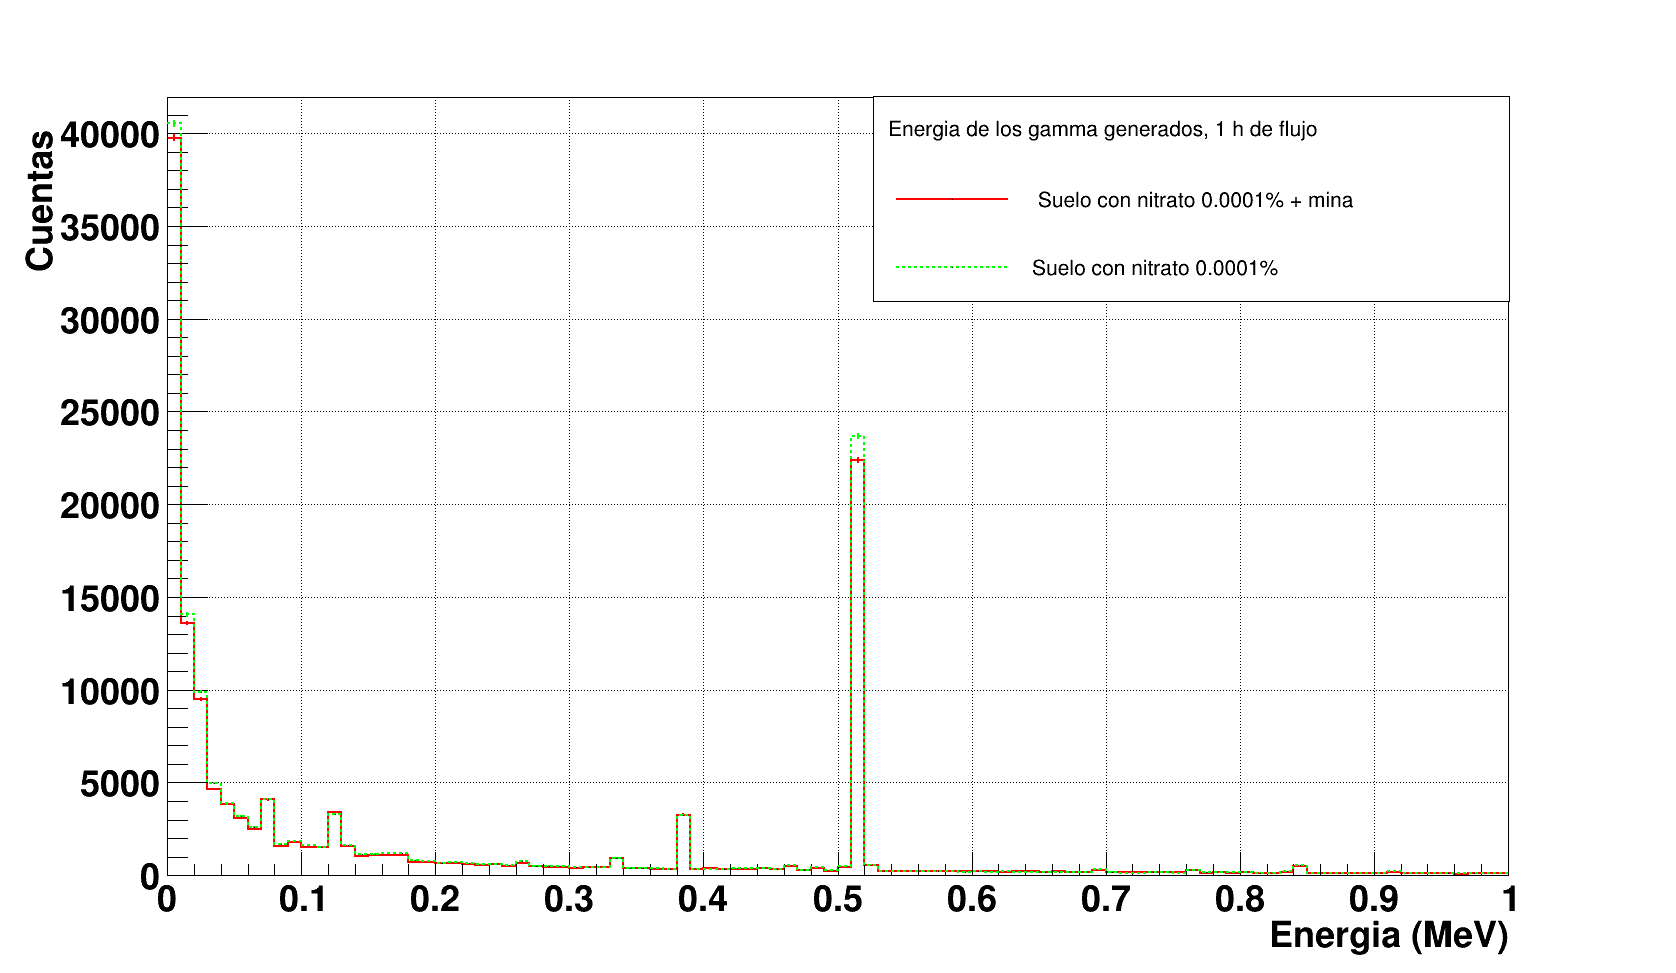 Cuentas
40000
35000
30000
25000
20000
15000
10000
5000
0
Energia de los gamma generados, 1 h de flujo
Suelo con nitrato 0.0001% + mina
Suelo con nitrato 0.0001%
0 0.1 0.2 0.3 0.4 0.5 0.6 0.7 0.8 0.9 1
Energia (MeV)